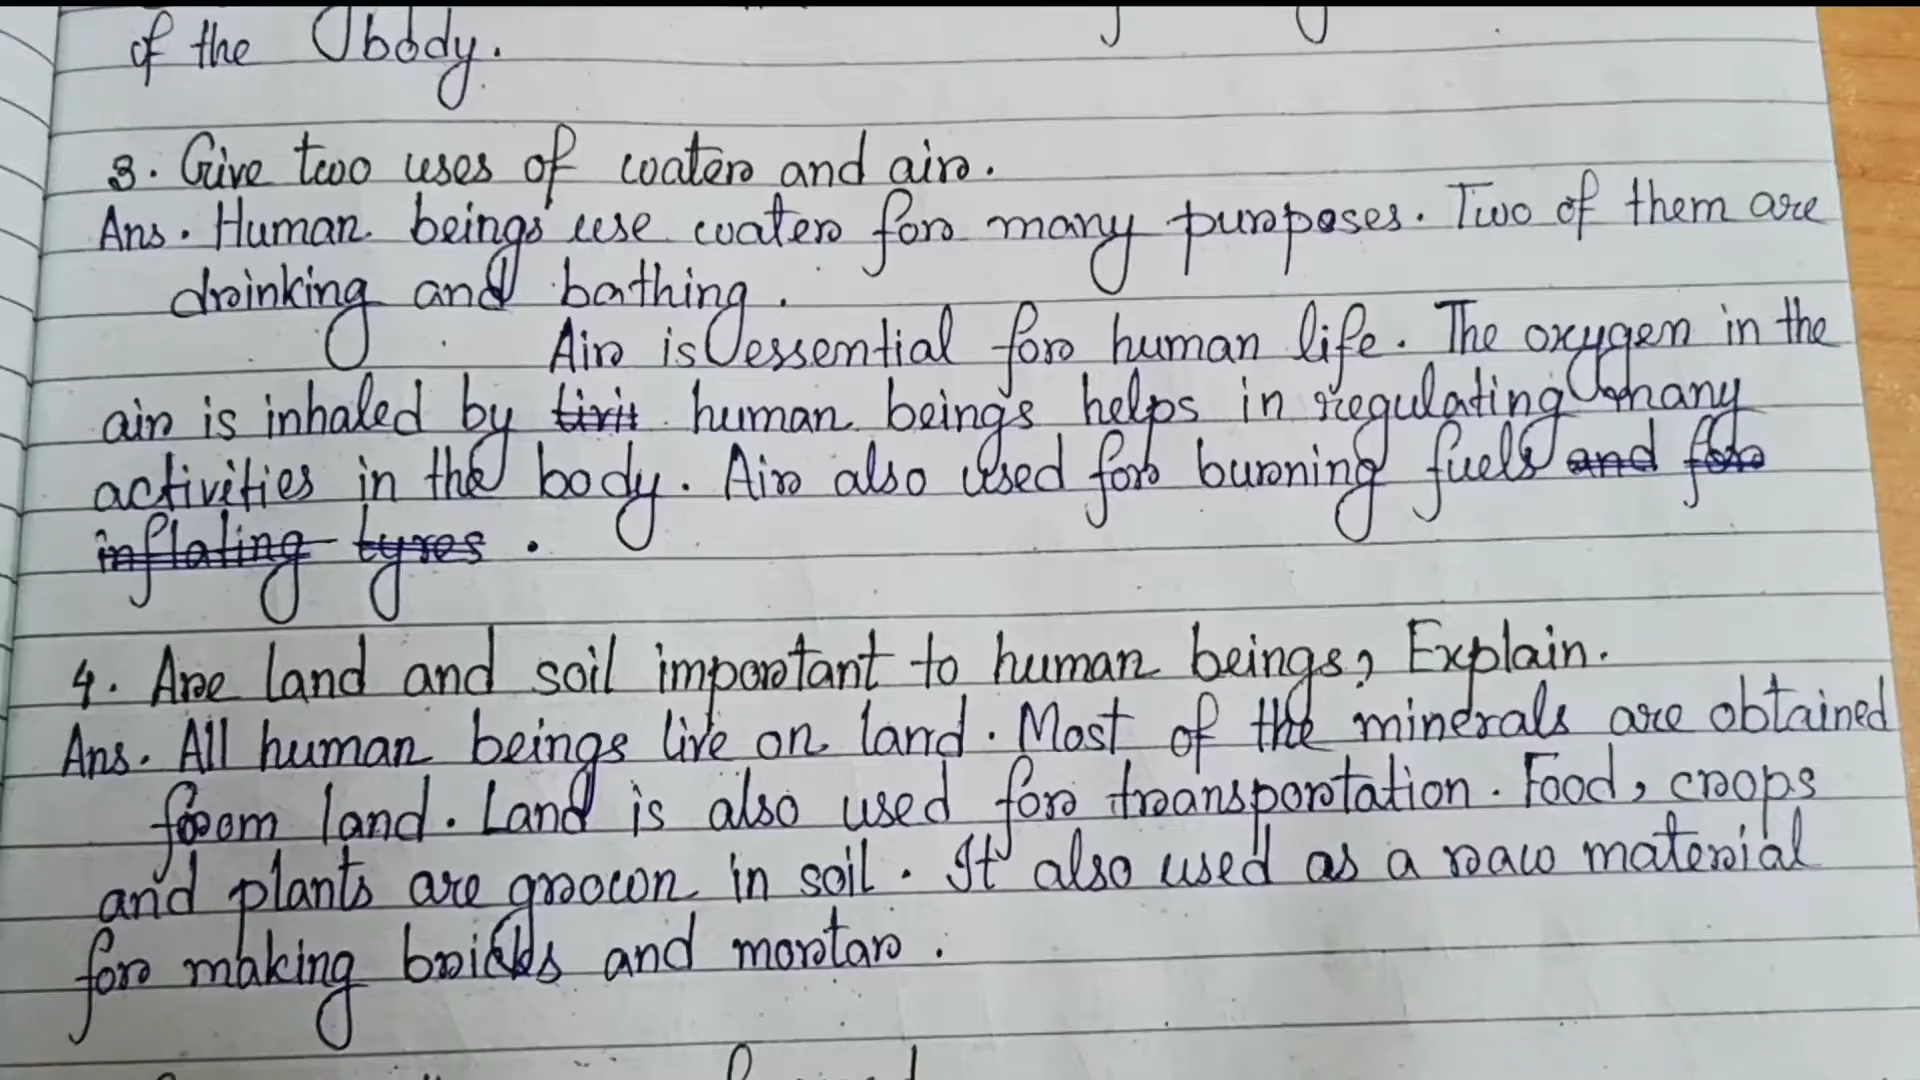 of the body.
3. Give two uses of water and air.
Ans. Human beings use water for many purposes. Two of them are
drinking and bathing.
Air is essential for human life. The oxygen in the
air is inhaled by human beings helps in regulating many
activities in the body. Air also used for burning fuels and for
inflating tyres.
4. Are land and soil important to human beings, Explain.
Ans. All human beings live on land. Most of the minerals are obtained
from land. Land is also used for transportation. Food, crops
and plants are grown in soil. It also used as a raw material
for making bricks and mortar.